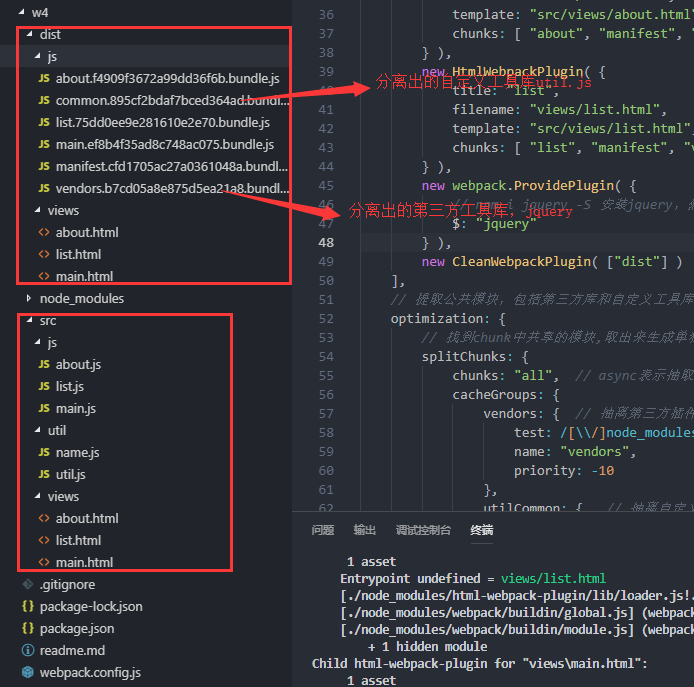 w4
dist
js
about.f4909f3672a99dd36f6b.bundle.js
common.895cf2bdaf7bced364ad.bundl...
list.75dd0ee9e281610e2e70.bundle.js
main.ef8b4f35ad8c748ac075.bundle.js
manifest.cfd1705ac27a0361048a.bundl...
vendors.b7cd05a8e875d5ea21a8.bundl...
views
about.html
list.html
main.html
node_modules
src
js
about.js
list.js
main.js
util
name.js
util.js
views
about.html
list.html
main.html
.gitignore
package-lock.json
package.json
readme.md
webpack.config.js
36 template: "src/views/about.html"
37 chunks: [ "about", "manifest", "
38 } ),
39 new HtmlWebpackPlugin( {
40 title: "list",
分离出的自定义工具库util.js
41 filename: "views/list.html",
42 template: "src/views/list.html"
43 chunks: [ "list", "manifest", "v
44 } ),
45 new webpack.ProvidePlugin( {
46 // npm i jquery -S 安装jquery,
分离出的第三方工具库，jquery
47 $: "jquery"
48 } ),
49 new CleanWebpackPlugin( ["dist"] )
50 ],
51 // 提取公共模块，包括第三方库和自定义工具库
52 optimization: {
53 // 找到chunk中共享的模块,取出来生成单
54 splitChunks: {
55 chunks: "all", // async表示抽取
56 cacheGroups: {
57 vendors: { // 抽离第三方插件
58 test: /[\\/]node_modules
59 name: "vendors",
60 priority: -10
61 },
62 utilCommon: { // 抽离自定义
问题 输出 调试控制台 终端
1 asset
Entrypoint undefined = views/list.html
[./node_modules/html-webpack-plugin/lib/loader.js!.
[./node_modules/webpack/buildin/global.js] (webpac
[./node_modules/webpack/buildin/module.js] (webpac
+ 1 hidden module
Child html-webpack-plugin for "views\main.html":
1 asset